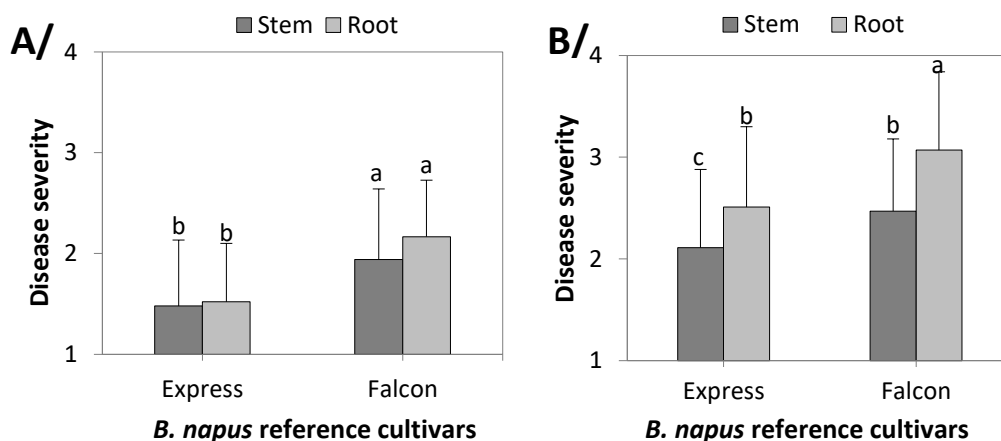 A/
Stem Root
Disease severity
4
3
2
1
b b a a
Express Falcon
B. napus reference cultivars
B/
Stem Root
Disease severity
4
3
2
1
c b b a
Express Falcon
B. napus reference cultivars